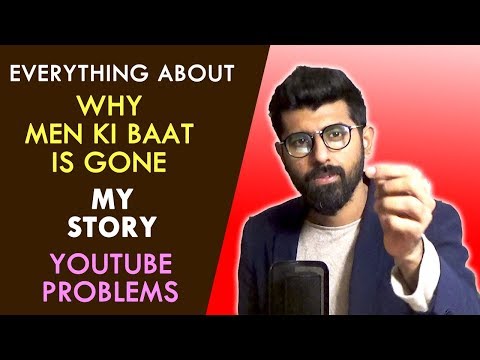 EVERYTHING ABOUT
WHY
MEN KI BAAT
IS GONE
MY
STORY
YOUTUBE
PROBLEMS